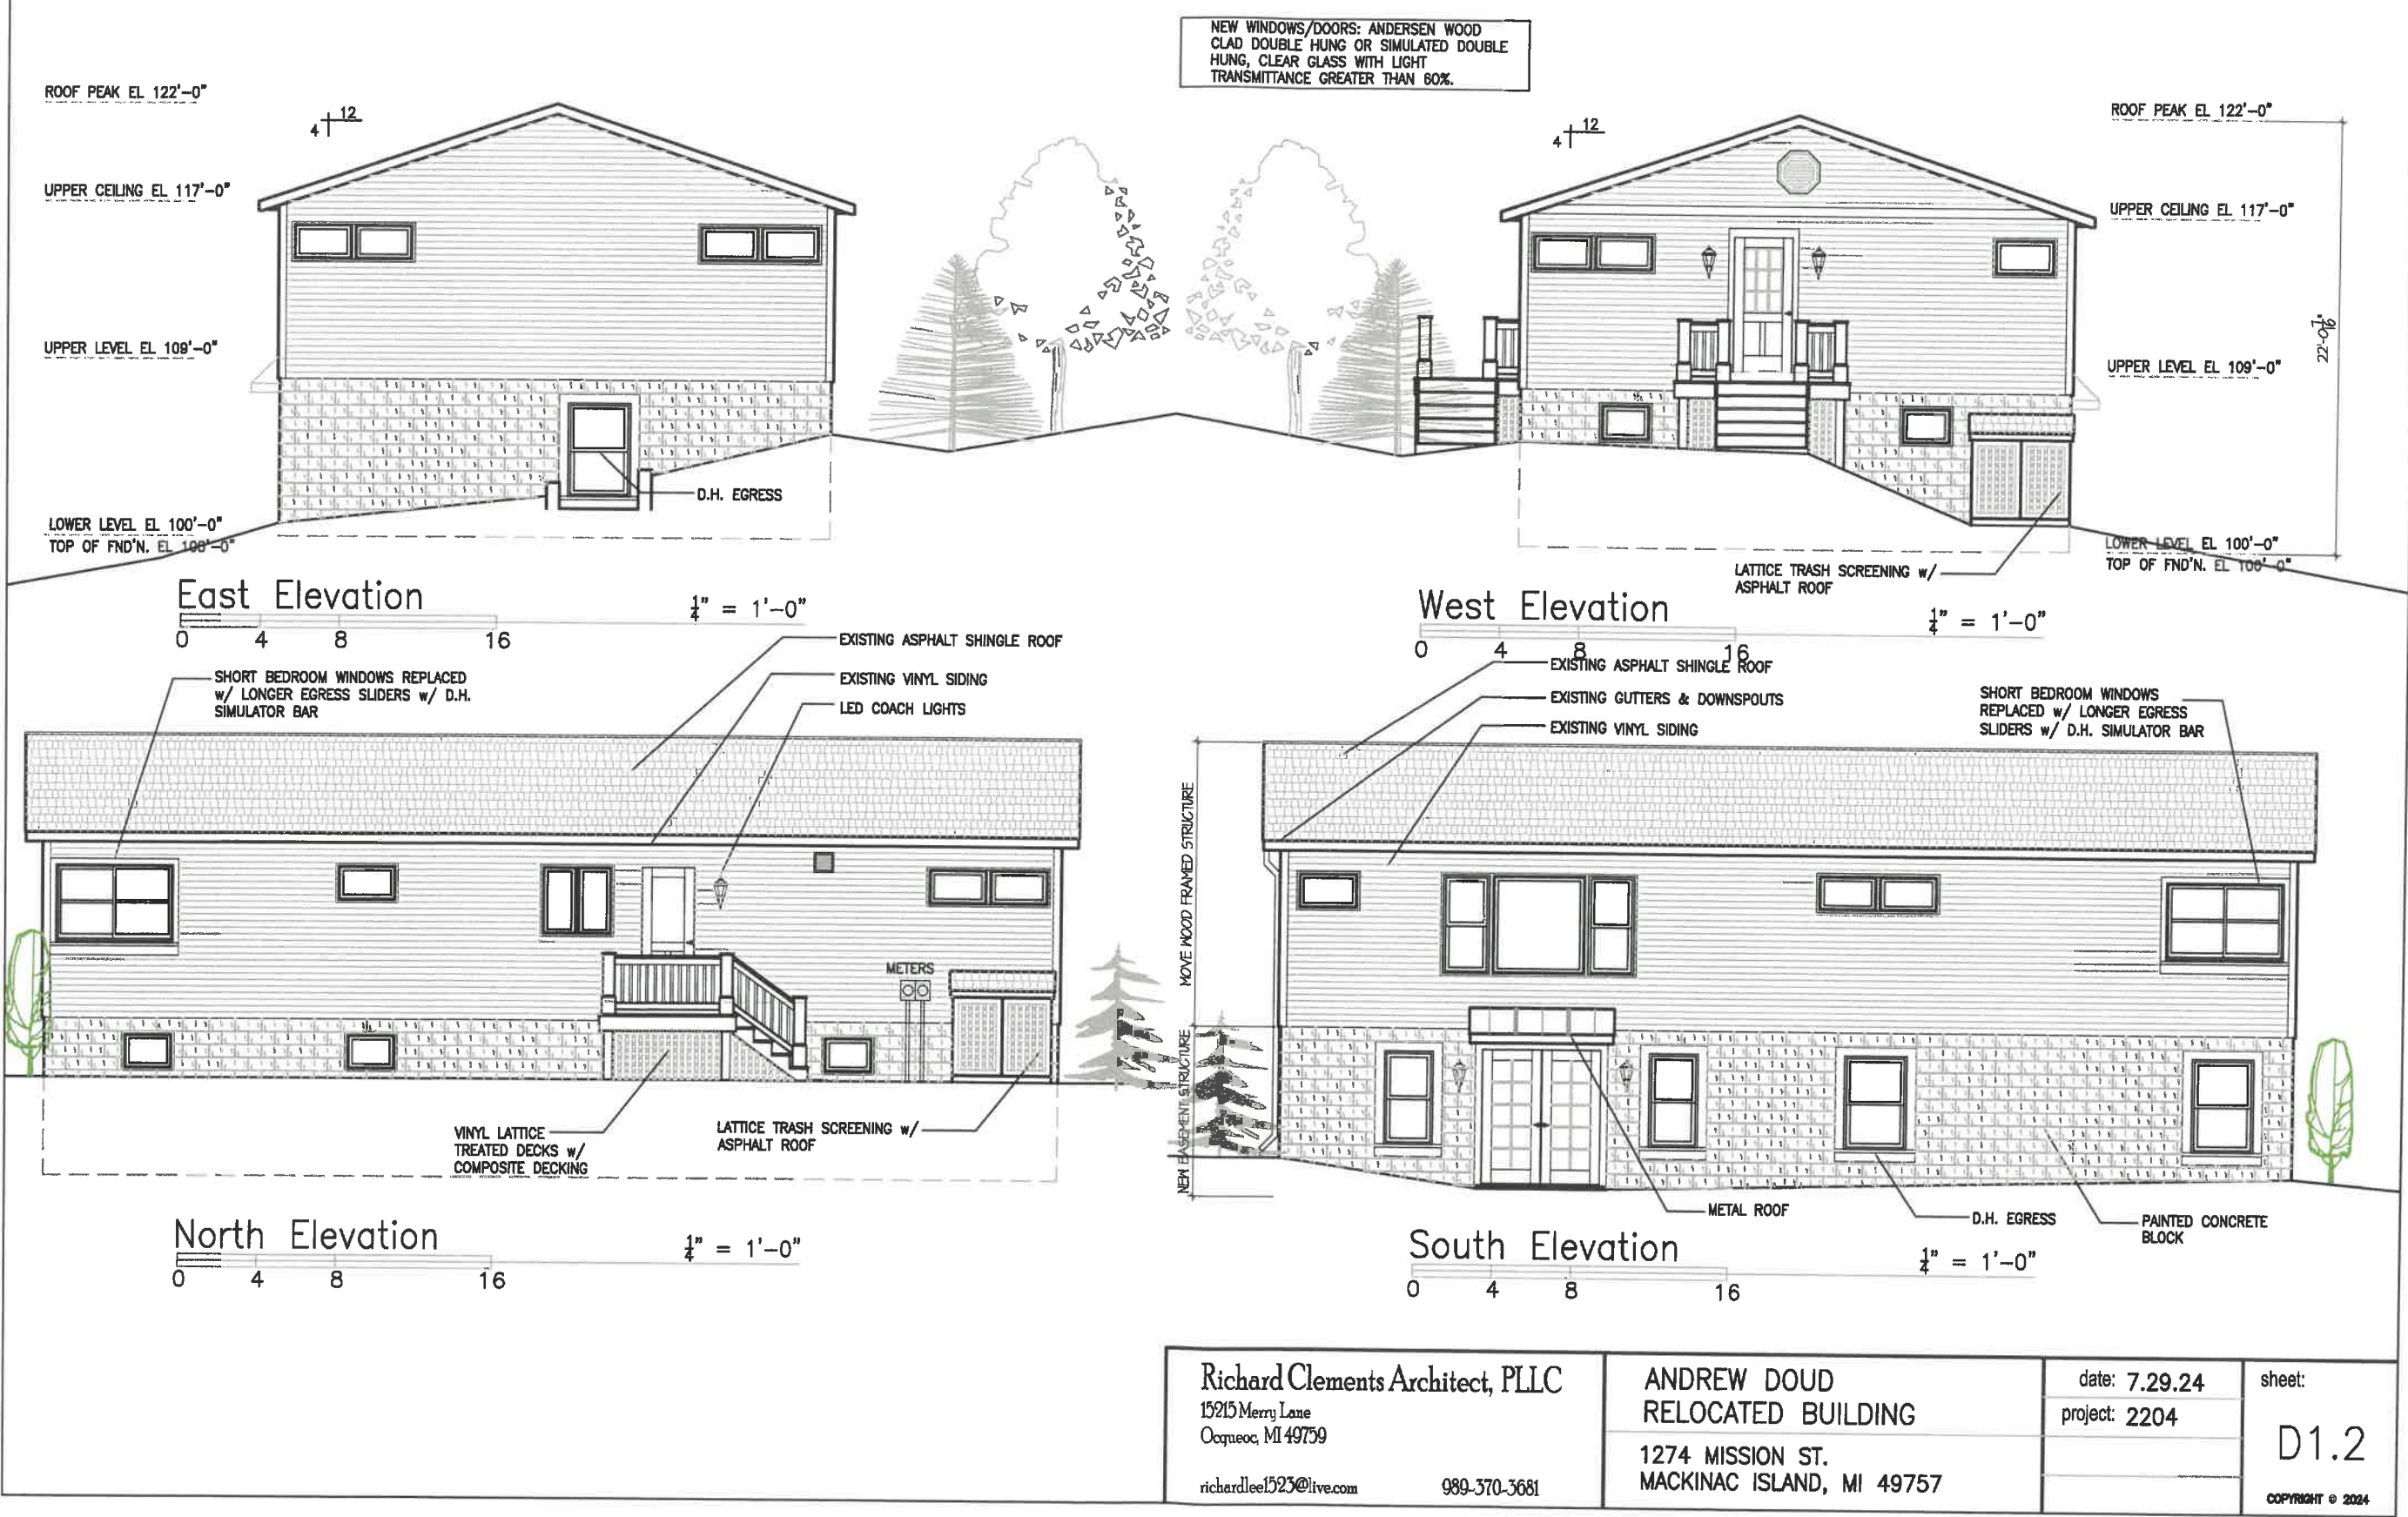 NEW WINDOWS/DOORS: ANDERSEN WOOD
CLAD DOUBLE HUNG OR SIMULATED DOUBLE
HUNG, CLEAR GLASS WITH LIGHT
TRANSMITTANCE GREATER THAN 60%.
ROOF PEAK EL 122'-0"
4 12
UPPER CEILING EL 117'-0"
UPPER LEVEL EL 109'-0"
D.H. EGRESS
LOWER LEVEL EL 100'-0"
TOP OF FND'N. EL 108'-0"
East Elevation
1/4" = 1'-0"
0 4 8 16
ROOF PEAK EL 122'-0"
4 12
UPPER CEILING EL 117'-0"
UPPER LEVEL EL 109'-0"
LOWER LEVEL EL 100'-0"
TOP OF FND'N. EL 100'-0"
LATTICE TRASH SCREENING w/
ASPHALT ROOF
West Elevation
1/4" = 1'-0"
0 4 8 16
SHORT BEDROOM WINDOWS REPLACED
w/ LONGER EGRESS SLIDERS w/ D.H.
SIMULATOR BAR
EXISTING ASPHALT SHINGLE ROOF
EXISTING VINYL SIDING
LED COACH LIGHTS
METERS
VINYL LATTICE
TREATED DECKS w/
COMPOSITE DECKING
LATTICE TRASH SCREENING w/
ASPHALT ROOF
North Elevation
1/4" = 1'-0"
0 4 8 16
EXISTING ASPHALT SHINGLE ROOF
EXISTING GUTTERS & DOWNSPOUTS
EXISTING VINYL SIDING
SHORT BEDROOM WINDOWS
REPLACED w/ LONGER EGRESS
SLIDERS w/ D.H. SIMULATOR BAR
MOVE WOOD FRAMED STRUCTURE
NEW BASEMENT STRUCTURE
METAL ROOF
D.H. EGRESS
PAINTED CONCRETE
BLOCK
South Elevation
1/4" = 1'-0"
0 4 8 16
Richard Clements Architect, PLLC
15215 Merry Lane
Ocqueoc, MI 49759
richardlee1523@live.com 989-370-3681
ANDREW DOUD
RELOCATED BUILDING
1274 MISSION ST.
MACKINAC ISLAND, MI 49757
date: 7.29.24
project: 2204
sheet:
D1.2
COPYRIGHT © 2024